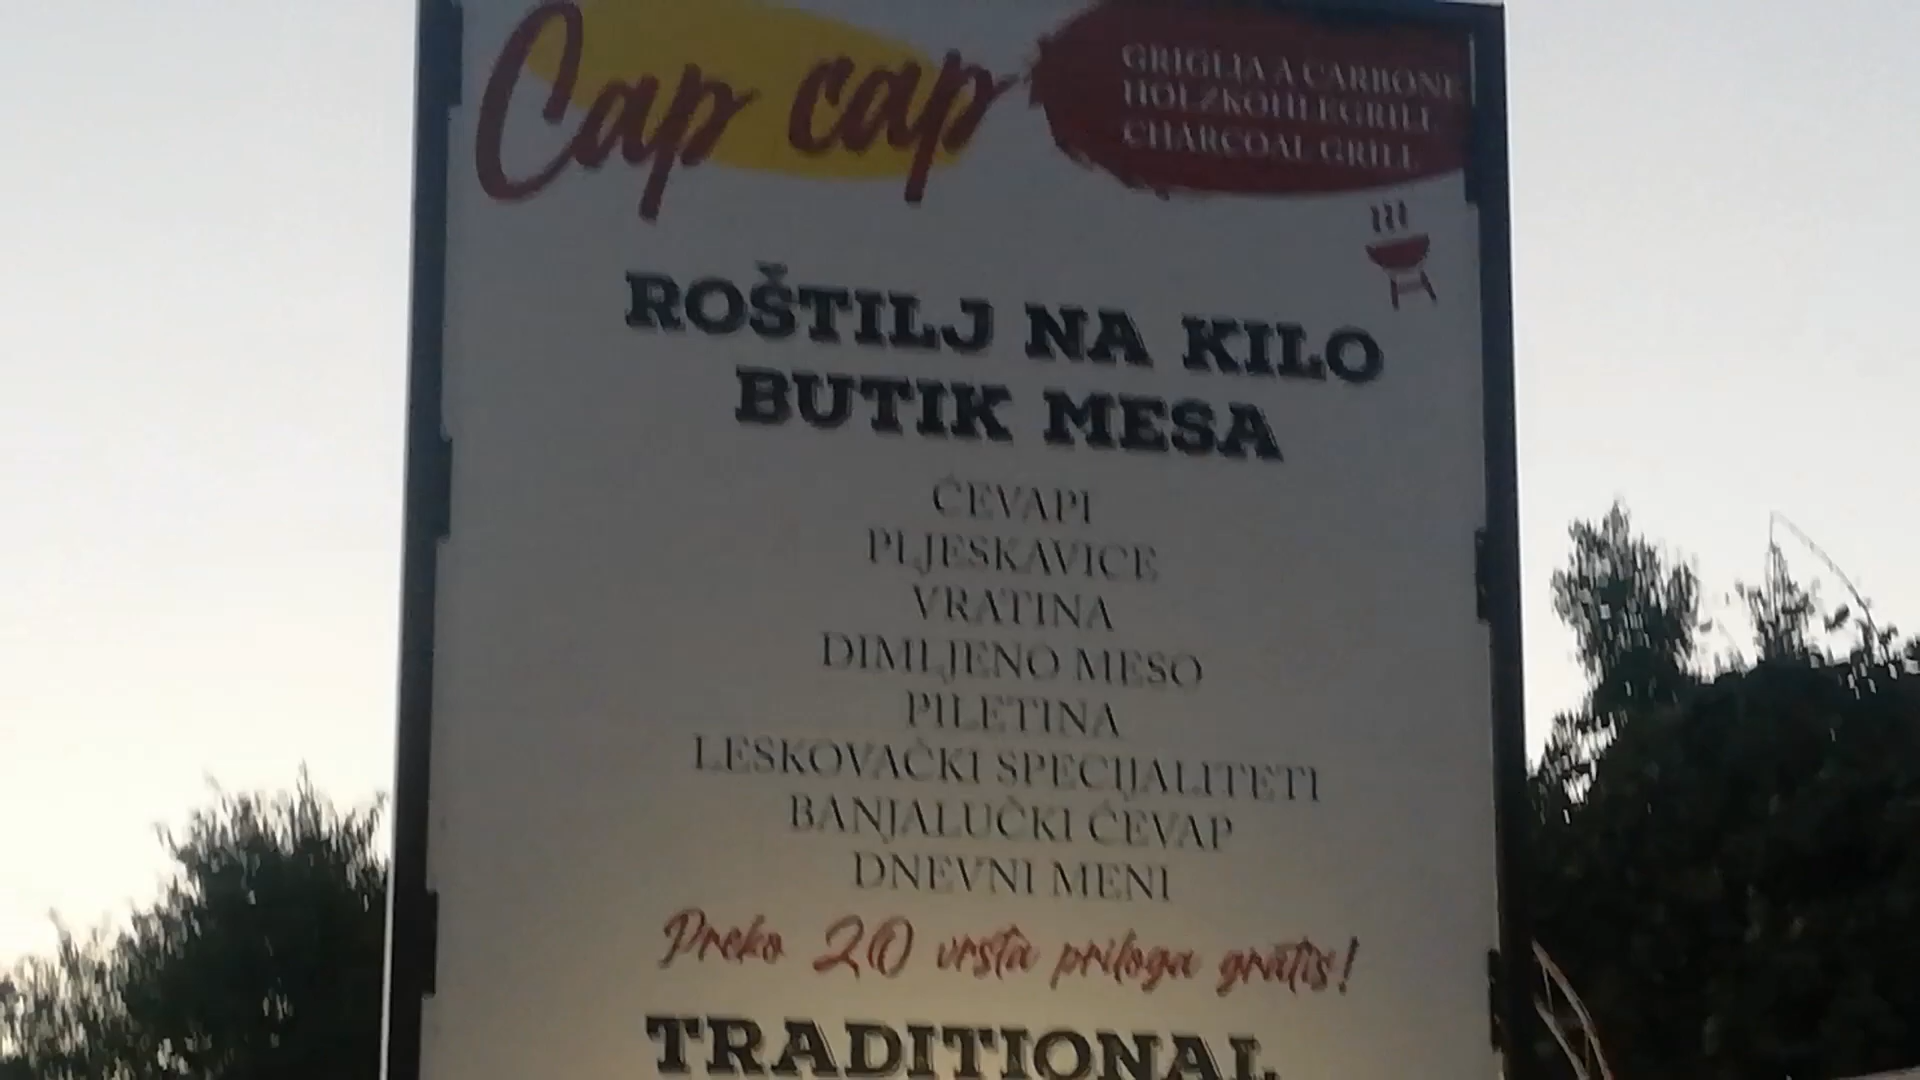 Cap cap
GRIGLIA A CARBONE
HOLZKOHLEGRILL
CHARCOAL GRILL
ROŠTILJ NA KILO
BUTIK MESA
ĆEVAPI
PLJESKAVICE
VRATINA
DIMLJENO MESO
PILETINA
LESKOVAČKI SPECIJALITETI
BANJALUČKI ĆEVAP
DNEVNI MENI
Preko 20 vrsta priloga gratis!
TRADITIONAL